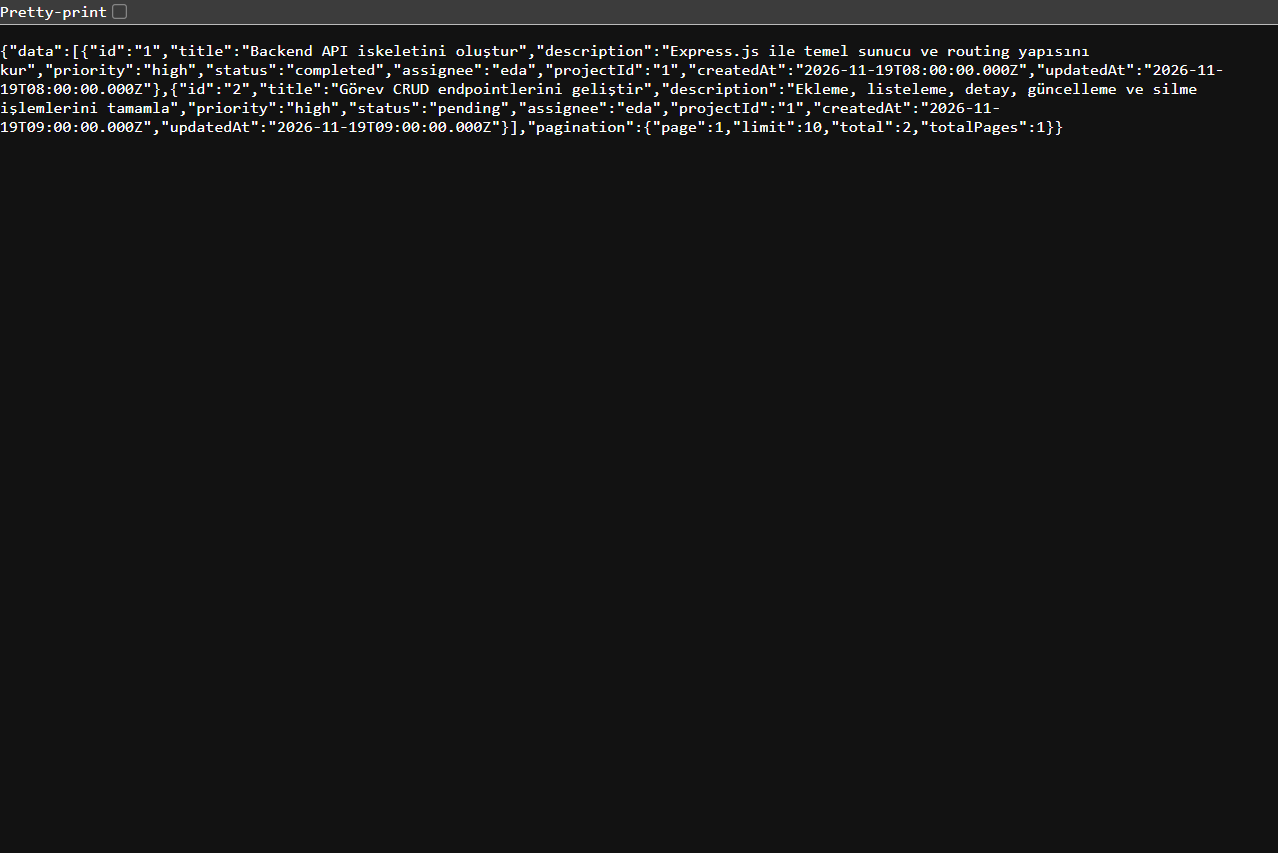 Pretty-print
{"data":[{"id":"1","title":"Backend API iskeletini oluştur","description":"Express.js ile temel sunucu ve routing yapısını
kur","priority":"high","status":"completed","assignee":"eda","projectId":"1","createdAt":"2026-11-19T08:00:00.000Z","updatedAt":"2026-11-
19T08:00:00.000Z"},{"id":"2","title":"Görev CRUD endpointlerini geliştir","description":"Ekleme, listeleme, detay, güncelleme ve silme
işlemlerini tamamla","priority":"high","status":"pending","assignee":"eda","projectId":"1","createdAt":"2026-11-
19T09:00:00.000Z","updatedAt":"2026-11-19T09:00:00.000Z"}],"pagination":{"page":1,"limit":10,"total":2,"totalPages":1}}